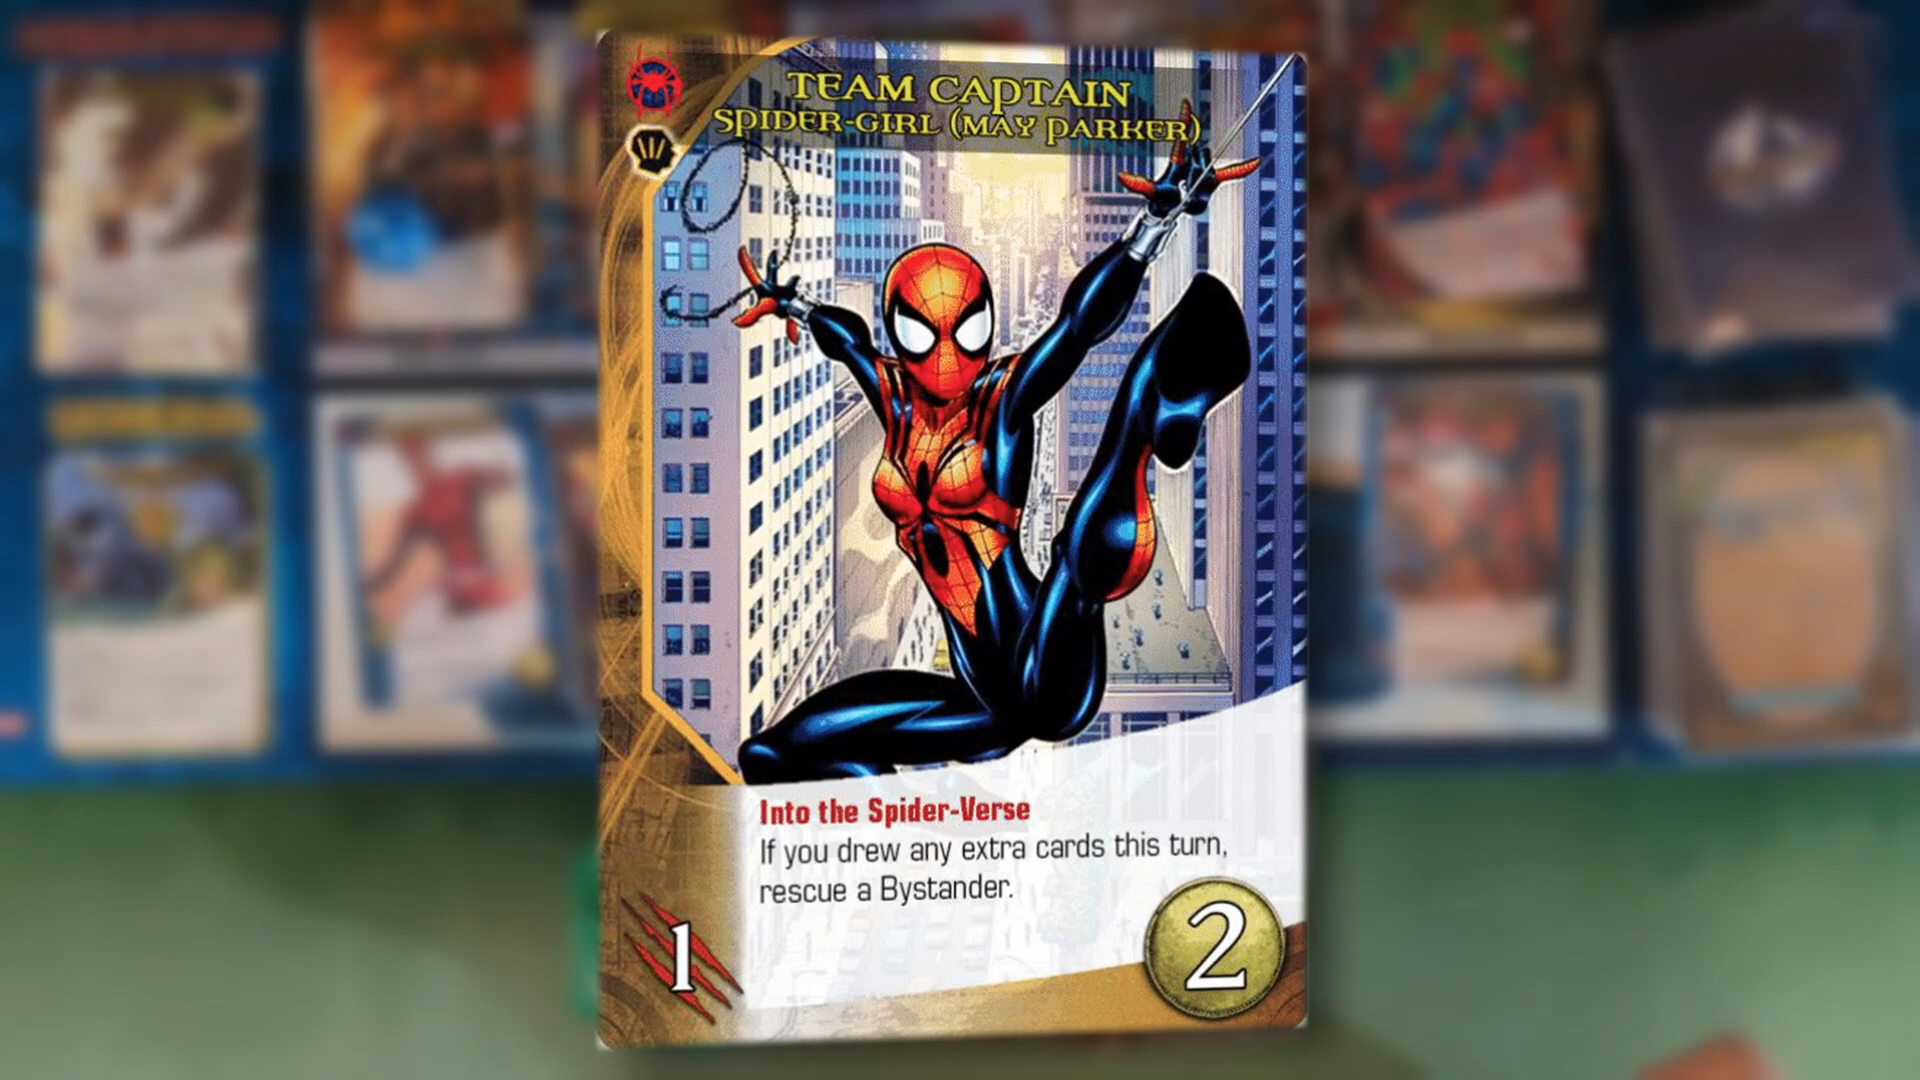 TEAM CAPTAIN
SPIDER-GIRL (MAY PARKER)
Into the Spider-Verse
If you drew any extra cards this turn,
rescue a Bystander.
1
2